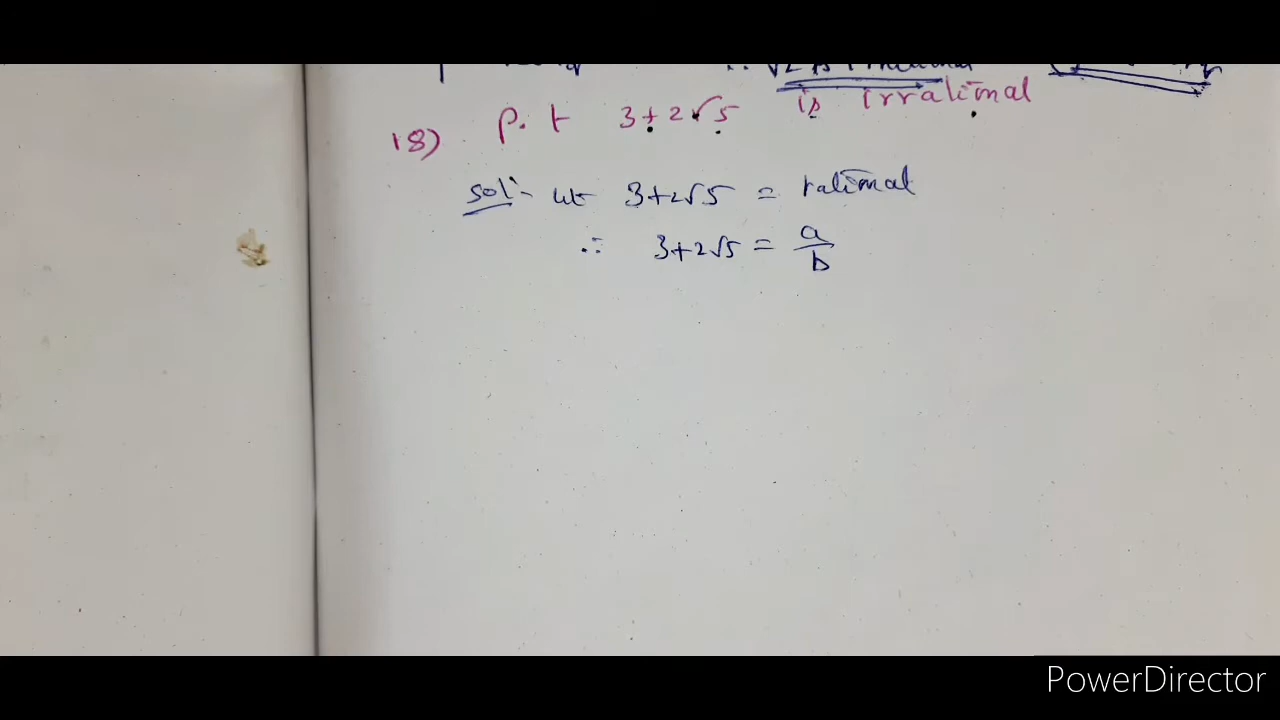 18) P. t 3+2√5 is irrational
Sol:- let 3+2√5 = rational
∴ 3+2√5 = a/b
PowerDirector